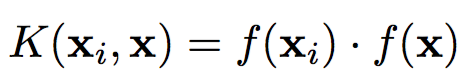 K(𝐱ᵢ, 𝐱) = f(𝐱ᵢ) · f(𝐱)